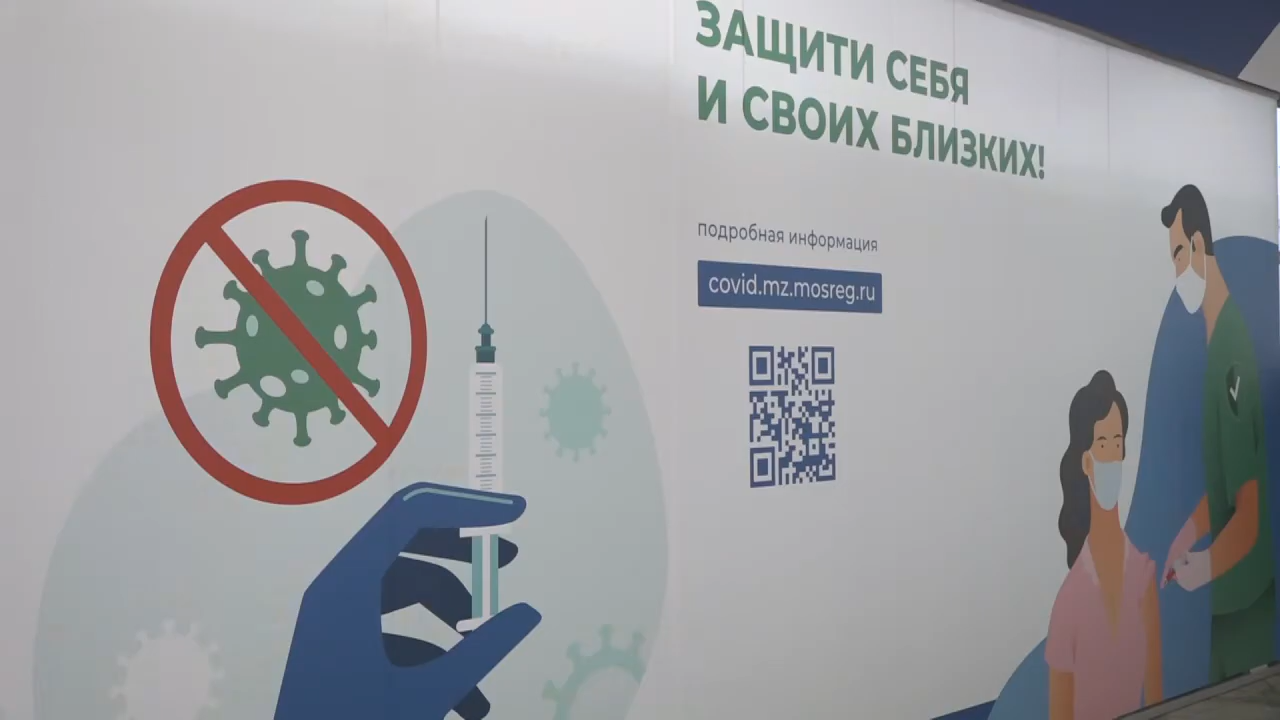 ЗАЩИТИ СЕБЯ
И СВОИХ БЛИЗКИХ!
подробная информация
covid.mz.mosreg.ru